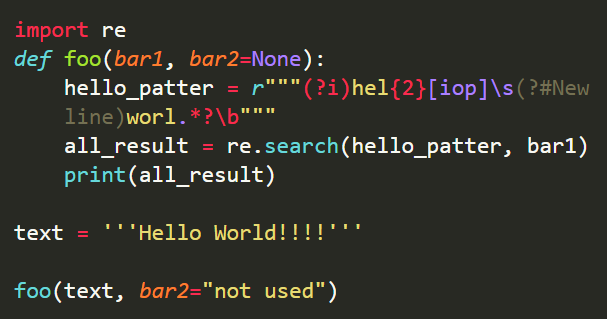 import re
def foo(bar1, bar2=None):
    hello_patter = r"""(?i)hel{2}[iop]\s(?#New
    line)worl.*?\b"""
    all_result = re.search(hello_patter, bar1)
    print(all_result)

text = '''Hello World!!!!'''

foo(text, bar2="not used")